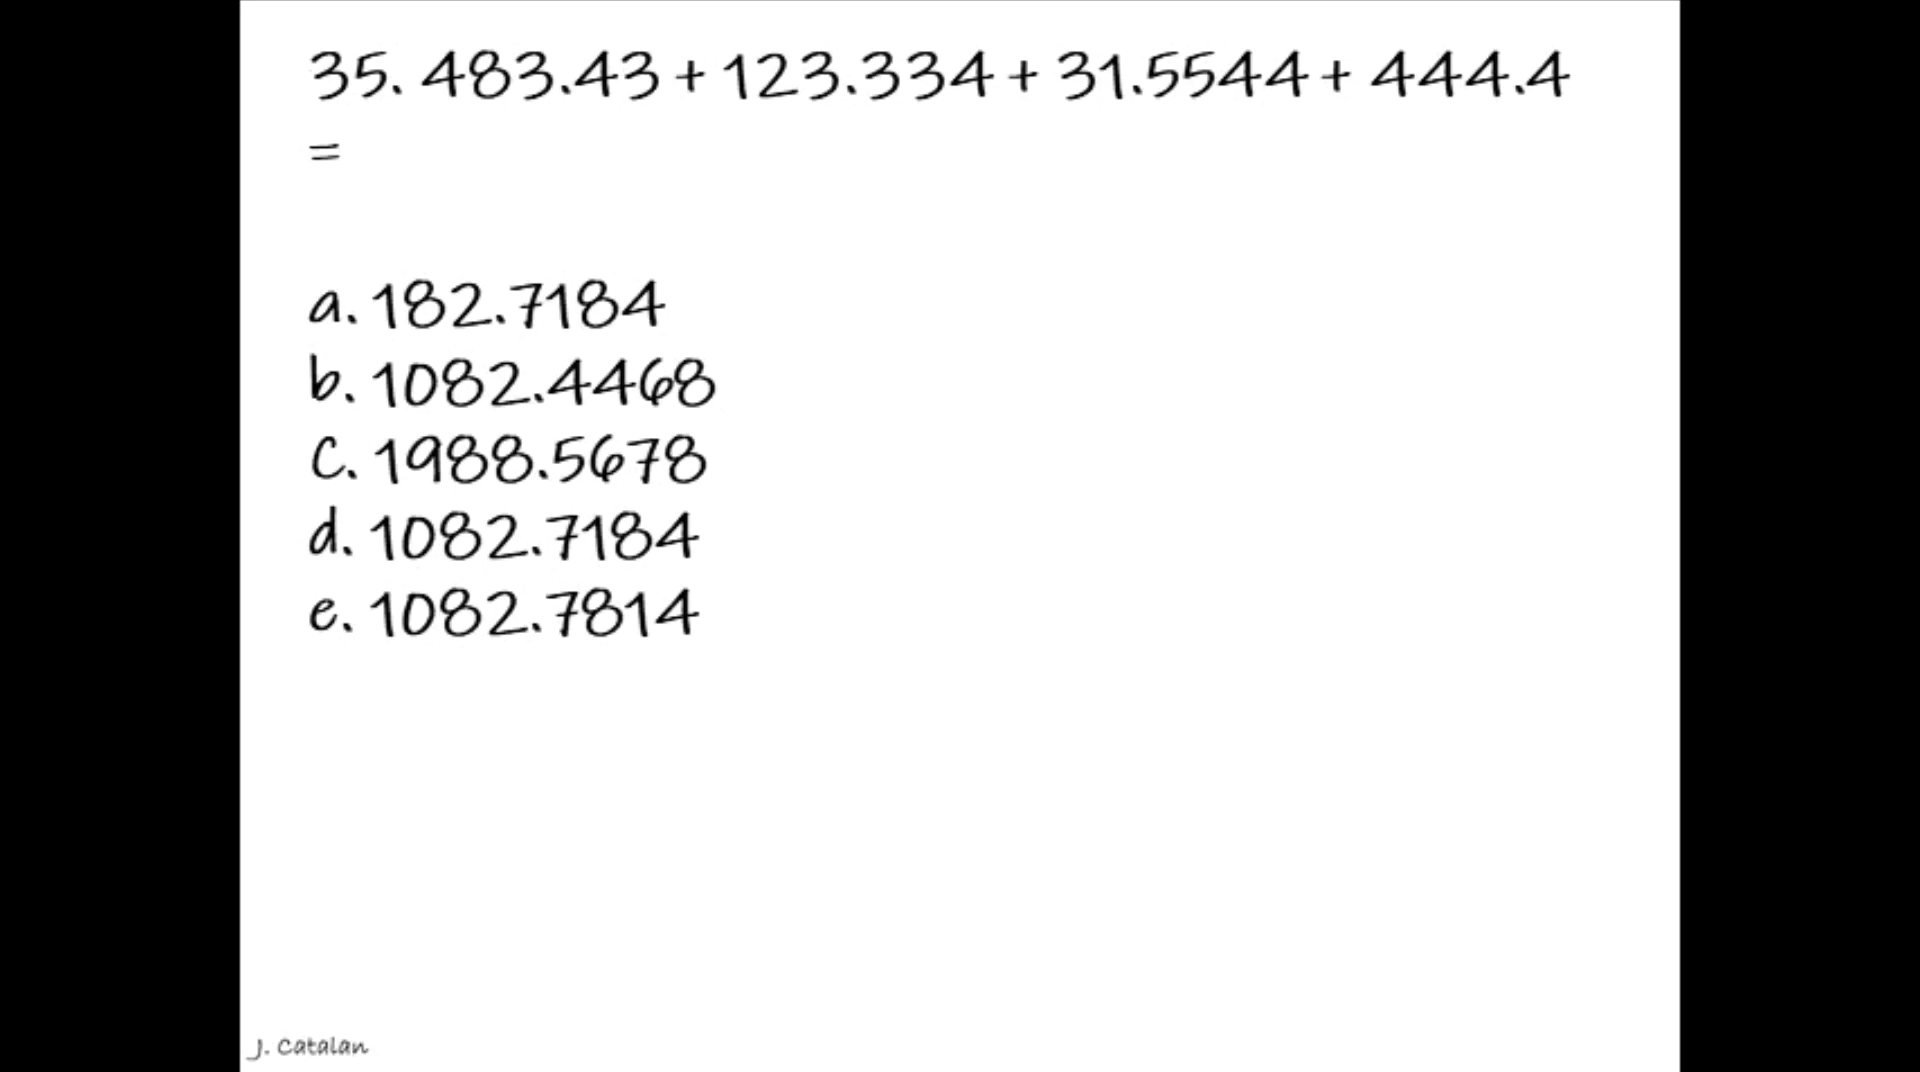 35. 483.43 + 123.334 + 31.5544 + 444.4
=
a. 182.7184
b. 1082.4468
c. 1988.5678
d. 1082.7184
e. 1082.7814
J. Catalan